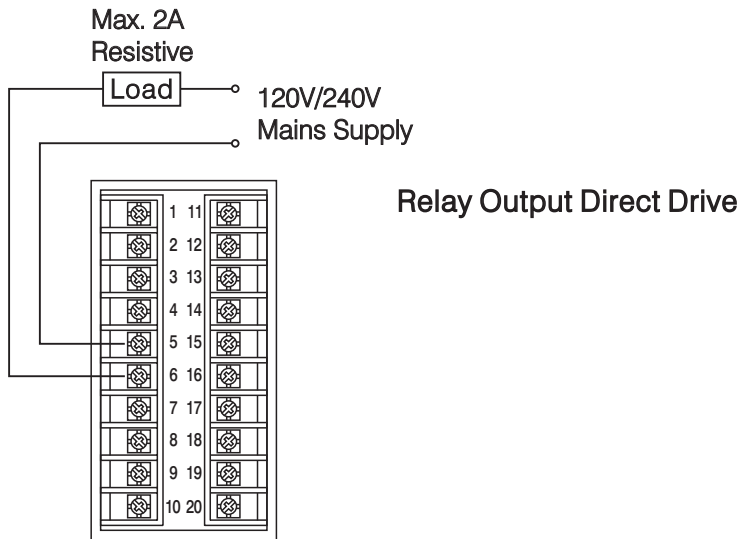 Max. 2A
Resistive
Load
120V/240V
Mains Supply
Relay Output Direct Drive
1 11
2 12
3 13
4 14
5 15
6 16
7 17
8 18
9 19
10 20